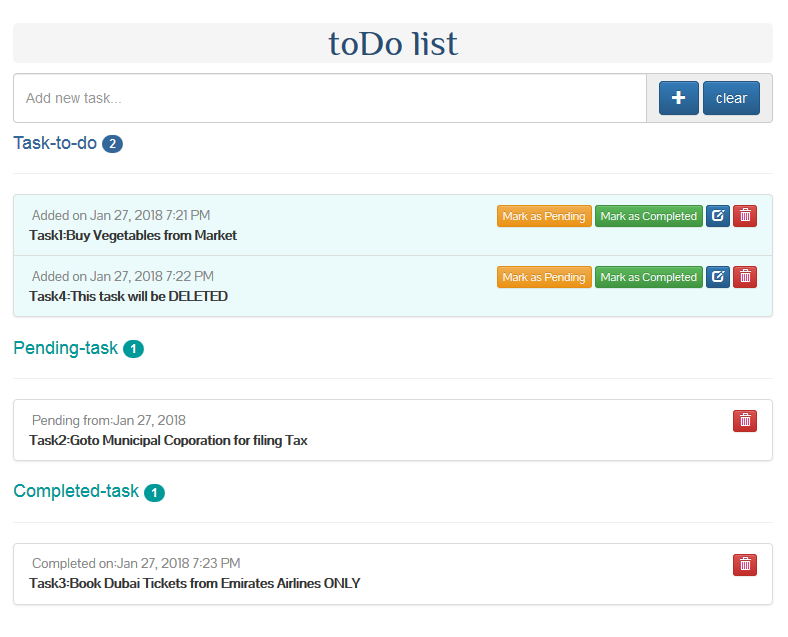 toDo list
Add new task...
clear
Task-to-do 2
Added on Jan 27, 2018 7:21 PM Mark as Pending Mark as Completed
Task1:Buy Vegetables from Market
Added on Jan 27, 2018 7:22 PM Mark as Pending Mark as Completed
Task4:This task will be DELETED
Pending-task 1
Pending from:Jan 27, 2018
Task2:Goto Municipal Coporation for filing Tax
Completed-task 1
Completed on:Jan 27, 2018 7:23 PM
Task3:Book Dubai Tickets from Emirates Airlines ONLY